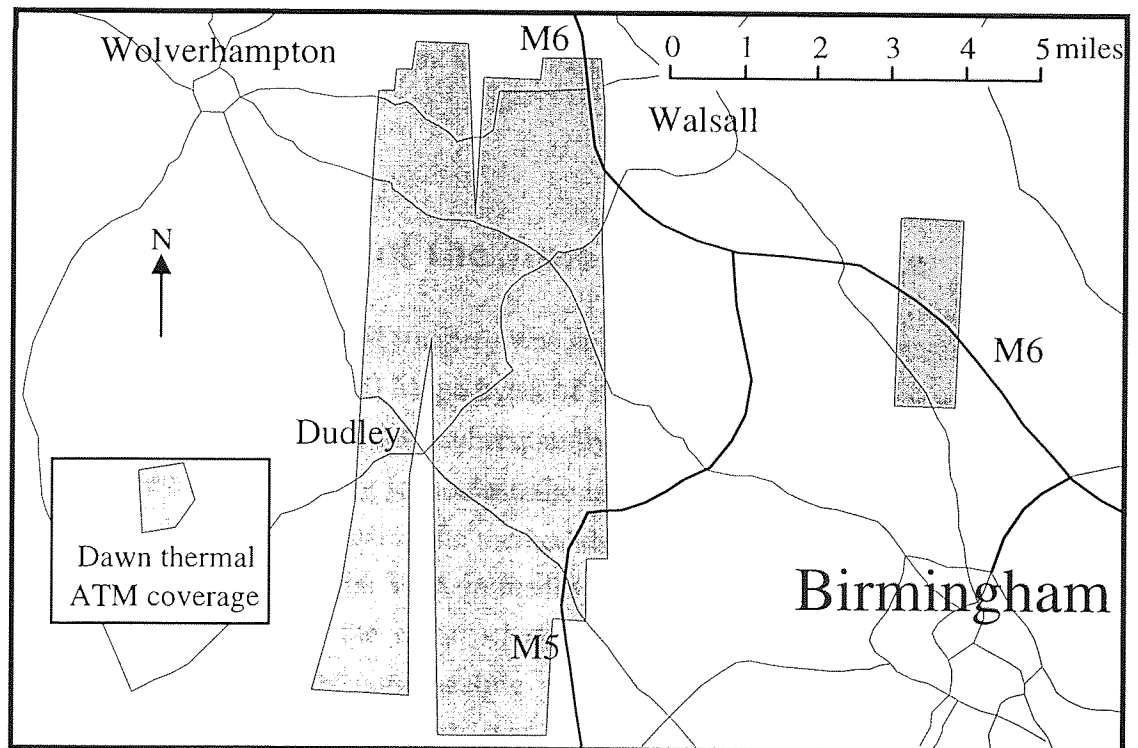 Wolverhampton
M6
0 1 2 3 4 5 miles
Walsall
N
M6
Dudley
Dawn thermal
ATM coverage
Birmingham
M5